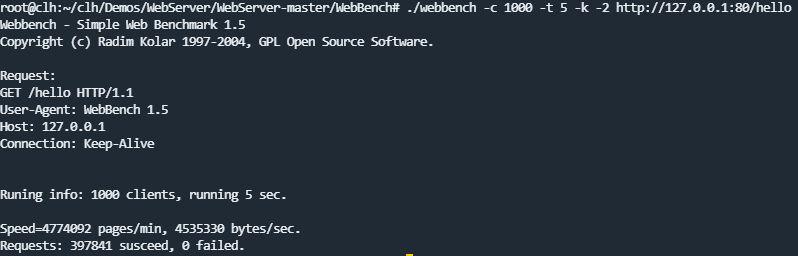 root@clh:~/clh/Demos/WebServer/WebServer-master/WebBench# ./webbench -c 1000 -t 5 -k -2 http://127.0.0.1:80/hello
Webbench - Simple Web Benchmark 1.5
Copyright (c) Radim Kolar 1997-2004, GPL Open Source Software.
Request:
GET /hello HTTP/1.1
User-Agent: WebBench 1.5
Host: 127.0.0.1
Connection: Keep-Alive
Runing info: 1000 clients, running 5 sec.
Speed=4774092 pages/min, 4535330 bytes/sec.
Requests: 397841 susceed, 0 failed.